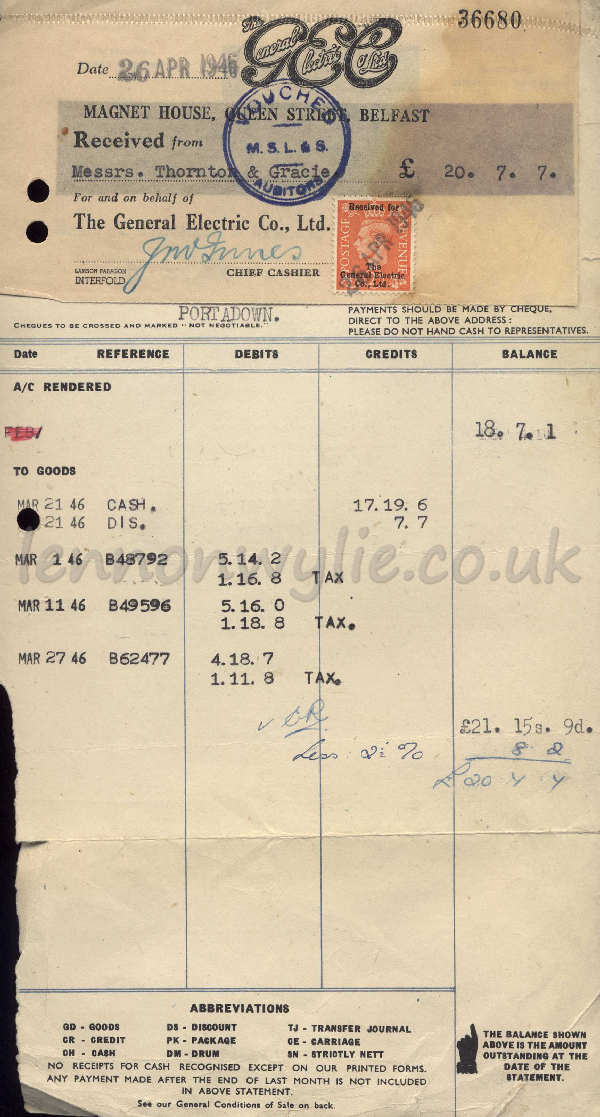 36680
The General Electric Co Ltd.
GEC
Date 26 APR 1946
MAGNET HOUSE, QUEEN STREET, BELFAST
VOUCHED
M. S. L. & S.
AUDITORS
Received from
Messrs. Thornton & Gracie. £ 20. 7. 7.
For and on behalf of
The General Electric Co., Ltd.
CHIEF CASHIER
LAMSON PARAGON
INTERFOLD
Received for
POSTAGE REVENUE
The
General Electric
Co., Ltd.
26 APR 1946
PORTADOWN.
CHEQUES TO BE CROSSED AND MARKED "NOT NEGOTIABLE."
PAYMENTS SHOULD BE MADE BY CHEQUE,
DIRECT TO THE ABOVE ADDRESS:
PLEASE DO NOT HAND CASH TO REPRESENTATIVES.
Date REFERENCE DEBITS CREDITS BALANCE
A/C RENDERED
FEB/ 18. 7. 1
TO GOODS
MAR 21 46 CASH. 17.19. 6
21 46 DIS. 7. 7
MAR 1 46 B48792 5.14. 2
1.16. 8 TAX
MAR 11 46 B49596 5.16. 0
1.18. 8 TAX.
MAR 27 46 B62477 4.18. 7
1.11. 8 TAX.
£21. 15s. 9d.
Less 2½ % 8 2
£20 7 7
lennonwylie.co.uk
ABBREVIATIONS
GD - GOODS DS - DISCOUNT TJ - TRANSFER JOURNAL
CR - CREDIT PK - PACKAGE CE - CARRIAGE
CH - CASH DM - DRUM SN - STRICTLY NETT
NO RECEIPTS FOR CASH RECOGNISED EXCEPT ON OUR PRINTED FORMS.
ANY PAYMENT MADE AFTER THE END OF LAST MONTH IS NOT INCLUDED
IN ABOVE STATEMENT.
See our General Conditions of Sale on back.
THE BALANCE SHOWN
ABOVE IS THE AMOUNT
OUTSTANDING AT THE
DATE OF THE
STATEMENT.